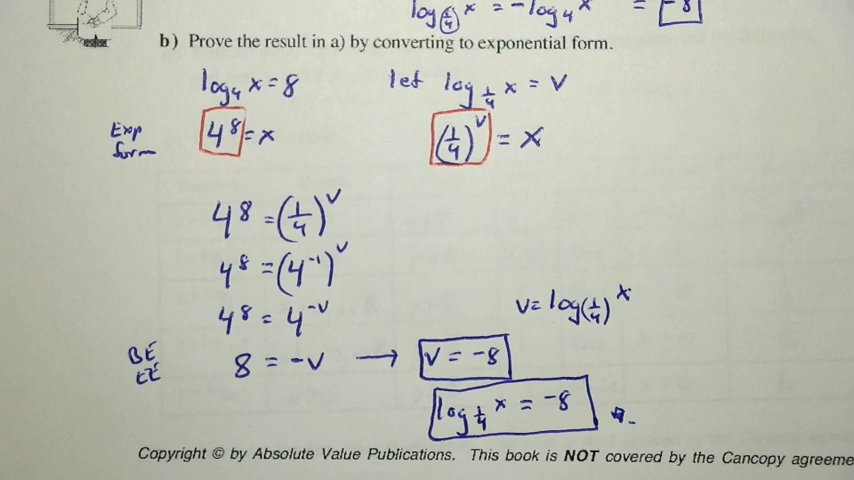 log(1/4) x = -log₄ x = -8
b) Prove the result in a) by converting to exponential form.
log₄ x = 8 let log_1/4 x = v
Exp form 4⁸ = x (1/4)^v = x
4⁸ = (1/4)^v
4⁸ = (4⁻¹)^v
4⁸ = 4^-v v = log(1/4) x
BE EE 8 = -v → v = -8
log_1/4 x = -8
Copyright © by Absolute Value Publications. This book is NOT covered by the Cancopy agreeme